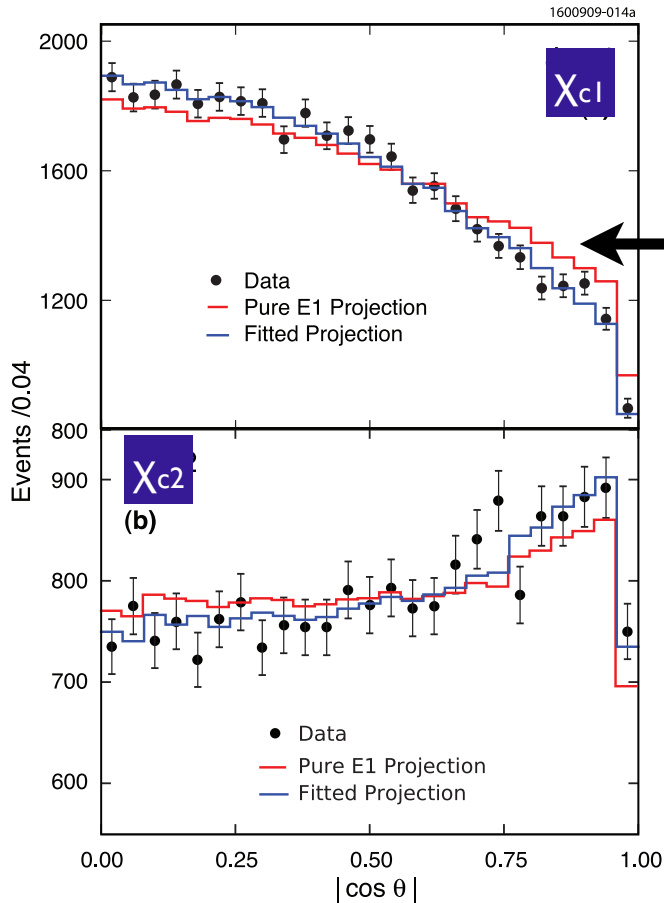 1600909-014a
2000
1600
1200
800
Χc1
Data
Pure E1 Projection
Fitted Projection
Events /0.04
Χc2
(b)
900
800
700
600
Data
Pure E1 Projection
Fitted Projection
0.00 0.25 0.50 0.75 1.00
|cos θ|